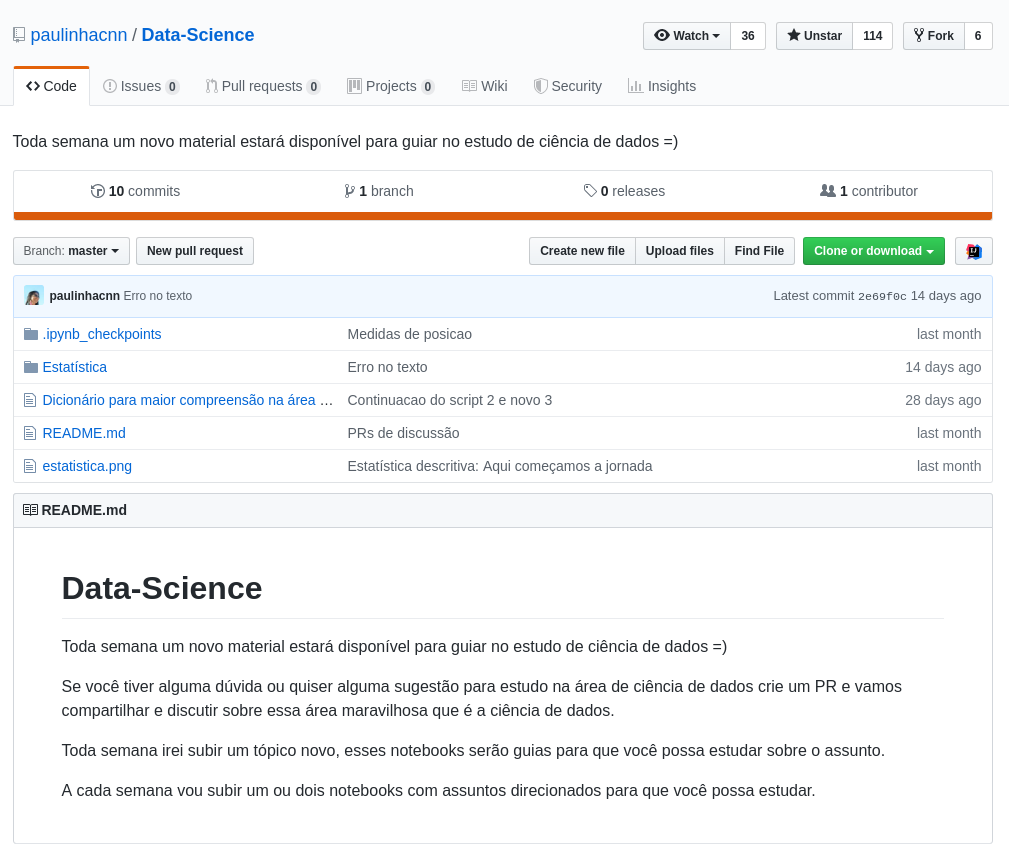 paulinhacnn / Data-Science
Watch 36 Unstar 114 Fork 6
Code Issues 0 Pull requests 0 Projects 0 Wiki Security Insights
Toda semana um novo material estará disponível para guiar no estudo de ciência de dados =)
10 commits 1 branch 0 releases 1 contributor
Branch: master New pull request Create new file Upload files Find File Clone or download
paulinhacnn Erro no texto Latest commit 2e69f0c 14 days ago
.ipynb_checkpoints Medidas de posicao last month
Estatística Erro no texto 14 days ago
Dicionário para maior compreensão na área … Continuacao do script 2 e novo 3 28 days ago
README.md PRs de discussão last month
estatistica.png Estatística descritiva: Aqui começamos a jornada last month
README.md
Data-Science
Toda semana um novo material estará disponível para guiar no estudo de ciência de dados =)
Se você tiver alguma dúvida ou quiser alguma sugestão para estudo na área de ciência de dados crie um PR e vamos
compartilhar e discutir sobre essa área maravilhosa que é a ciência de dados.
Toda semana irei subir um tópico novo, esses notebooks serão guias para que você possa estudar sobre o assunto.
A cada semana vou subir um ou dois notebooks com assuntos direcionados para que você possa estudar.